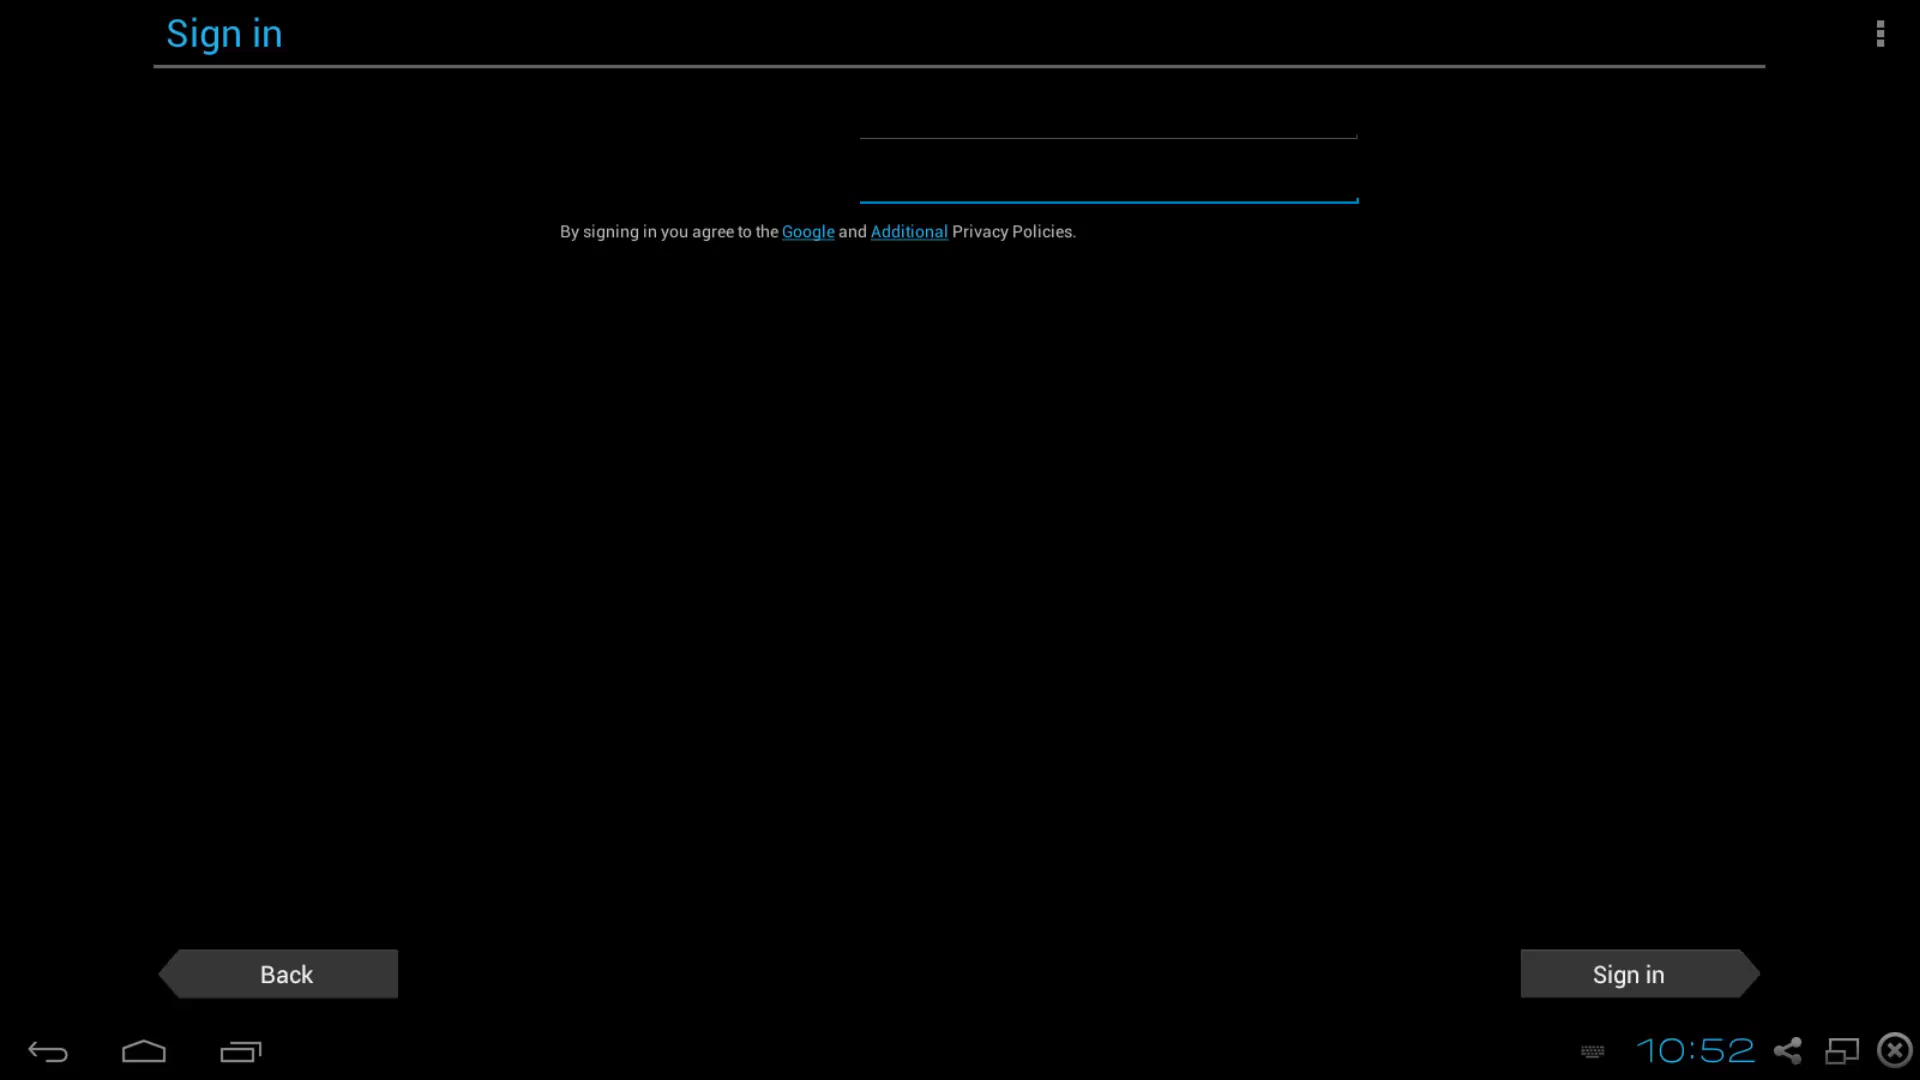 Sign in
By signing in you agree to the Google and Additional Privacy Policies.
Back
Sign in
10:52